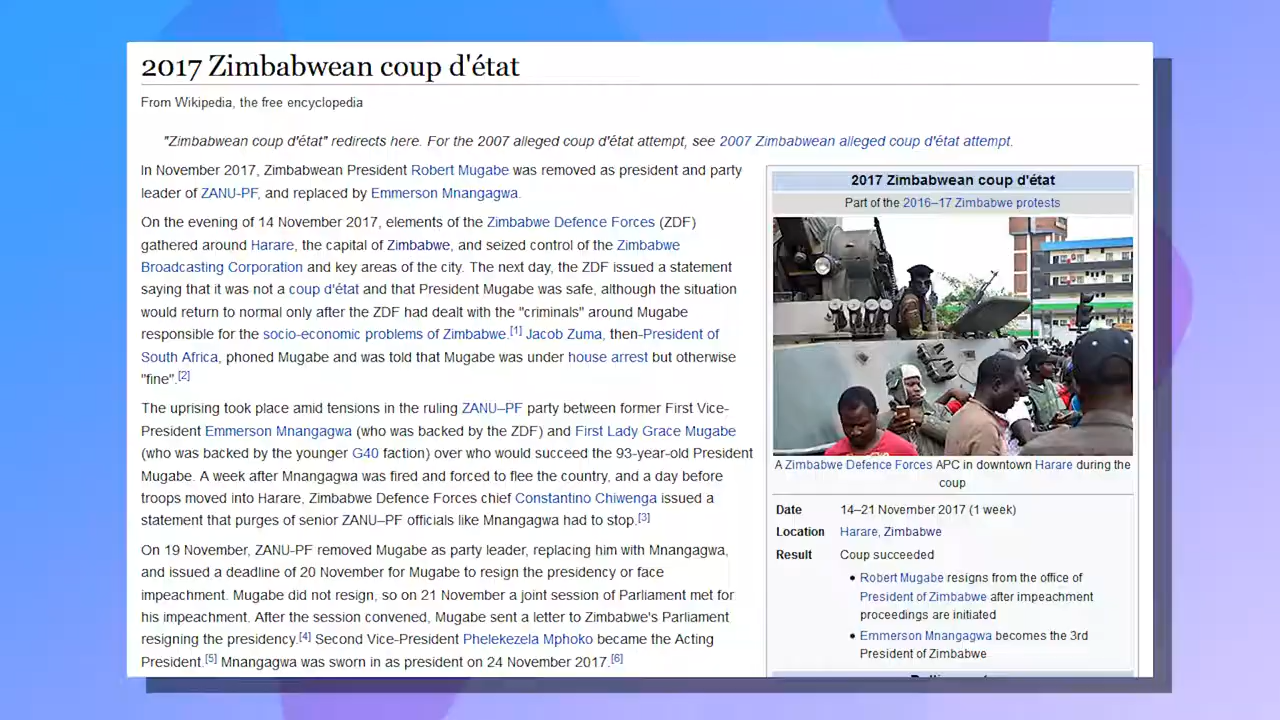 2017 Zimbabwean coup d'état
From Wikipedia, the free encyclopedia
"Zimbabwean coup d'état" redirects here. For the 2007 alleged coup d'état attempt, see 2007 Zimbabwean alleged coup d'état attempt.
In November 2017, Zimbabwean President Robert Mugabe was removed as president and party
leader of ZANU-PF, and replaced by Emmerson Mnangagwa.
On the evening of 14 November 2017, elements of the Zimbabwe Defence Forces (ZDF)
gathered around Harare, the capital of Zimbabwe, and seized control of the Zimbabwe
Broadcasting Corporation and key areas of the city. The next day, the ZDF issued a statement
saying that it was not a coup d'état and that President Mugabe was safe, although the situation
would return to normal only after the ZDF had dealt with the "criminals" around Mugabe
responsible for the socio-economic problems of Zimbabwe.[1] Jacob Zuma, then-President of
South Africa, phoned Mugabe and was told that Mugabe was under house arrest but otherwise
"fine".[2]
The uprising took place amid tensions in the ruling ZANU–PF party between former First Vice-
President Emmerson Mnangagwa (who was backed by the ZDF) and First Lady Grace Mugabe
(who was backed by the younger G40 faction) over who would succeed the 93-year-old President
Mugabe. A week after Mnangagwa was fired and forced to flee the country, and a day before
troops moved into Harare, Zimbabwe Defence Forces chief Constantino Chiwenga issued a
statement that purges of senior ZANU–PF officials like Mnangagwa had to stop.[3]
On 19 November, ZANU-PF removed Mugabe as party leader, replacing him with Mnangagwa,
and issued a deadline of 20 November for Mugabe to resign the presidency or face
impeachment. Mugabe did not resign, so on 21 November a joint session of Parliament met for
his impeachment. After the session convened, Mugabe sent a letter to Zimbabwe's Parliament
resigning the presidency.[4] Second Vice-President Phelekezela Mphoko became the Acting
President.[5] Mnangagwa was sworn in as president on 24 November 2017.[6]
2017 Zimbabwean coup d'état
Part of the 2016–17 Zimbabwe protests
A Zimbabwe Defence Forces APC in downtown Harare during the
coup
Date 14–21 November 2017 (1 week)
Location Harare, Zimbabwe
Result Coup succeeded
• Robert Mugabe resigns from the office of
President of Zimbabwe after impeachment
proceedings are initiated
• Emmerson Mnangagwa becomes the 3rd
President of Zimbabwe